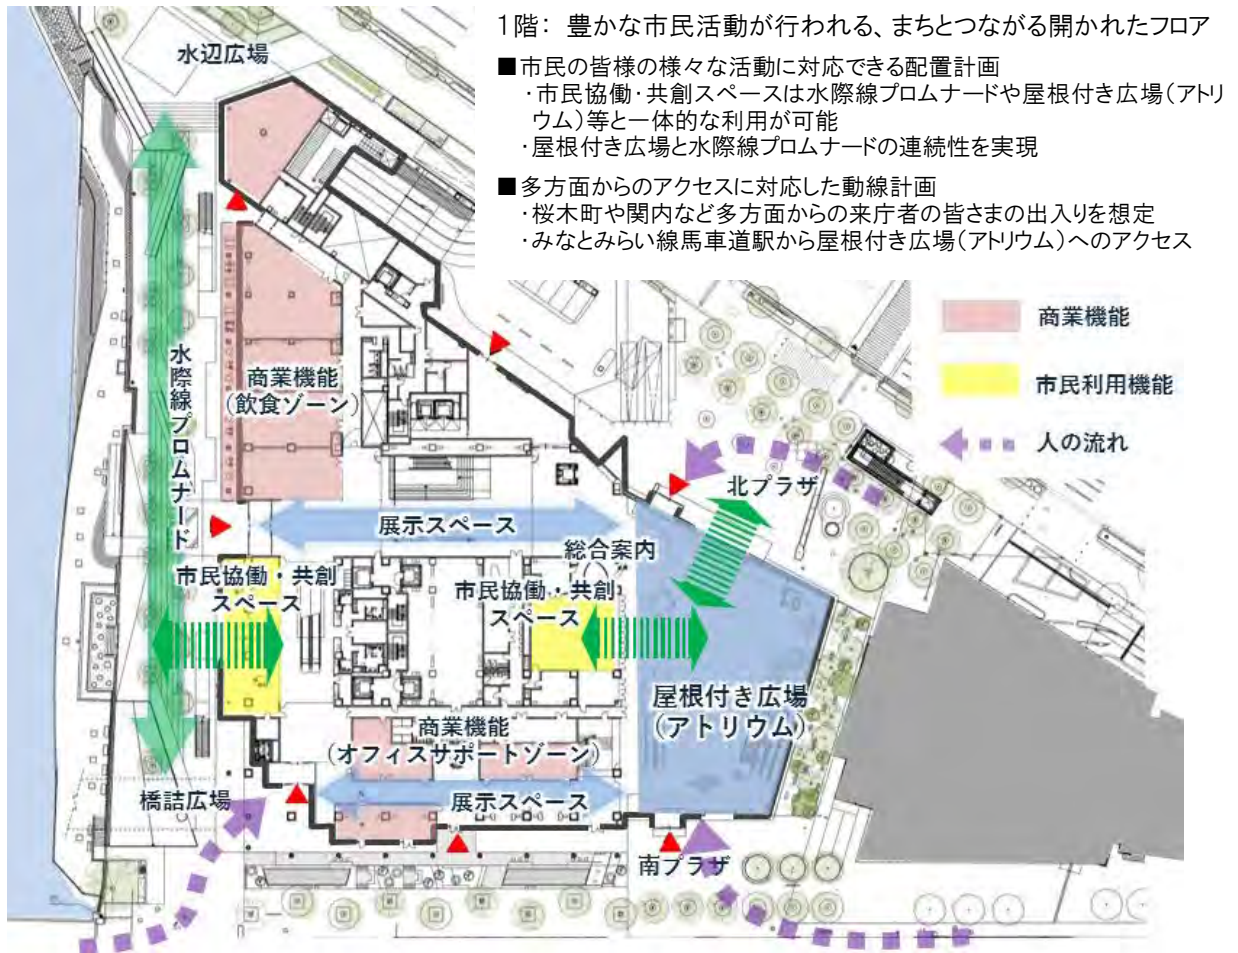 1階： 豊かな市民活動が行われる、まちとつながる開かれたフロア
■市民の皆様の様々な活動に対応できる配置計画
・市民協働・共創スペースは水際線プロムナードや屋根付き広場（アトリ
ウム）等と一体的な利用が可能
・屋根付き広場と水際線プロムナードの連続性を実現
■多方面からのアクセスに対応した動線計画
・桜木町や関内など多方面からの来庁者の皆さまの出入りを想定
・みなとみらい線馬車道駅から屋根付き広場（アトリウム）へのアクセス
水辺広場
商業機能
市民利用機能
人の流れ
水際線プロムナード
商業機能
（飲食ゾーン）
北プラザ
展示スペース
総合案内
市民協働・共創
スペース
市民協働・共創
スペース
屋根付き広場
（アトリウム）
商業機能
（オフィスサポートゾーン）
展示スペース
橋詰広場
南プラザ